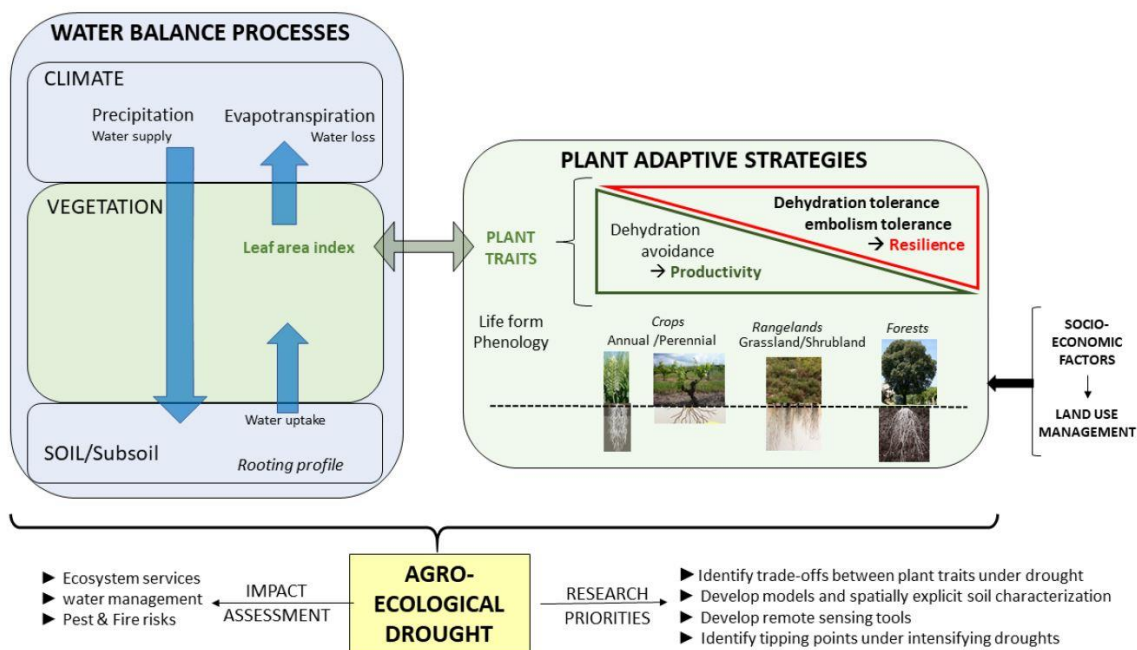 WATER BALANCE PROCESSES
CLIMATE
Precipitation
Water supply
Evapotranspiration
Water loss
VEGETATION
Leaf area index
Water uptake
SOIL/Subsoil
Rooting profile
PLANT ADAPTIVE STRATEGIES
PLANT
TRAITS
Dehydration tolerance
embolism tolerance
→ Resilience
Dehydration
avoidance
→ Productivity
Life form
Phenology
Crops
Annual /Perennial
Rangelands
Grassland/Shrubland
Forests
SOCIO-
ECONOMIC
FACTORS
LAND USE
MANAGEMENT
► Ecosystem services
► water management
► Pest & Fire risks
IMPACT
ASSESSMENT
AGRO-
ECOLOGICAL
DROUGHT
RESEARCH
PRIORITIES
► Identify trade-offs between plant traits under drought
► Develop models and spatially explicit soil characterization
► Develop remote sensing tools
► Identify tipping points under intensifying droughts